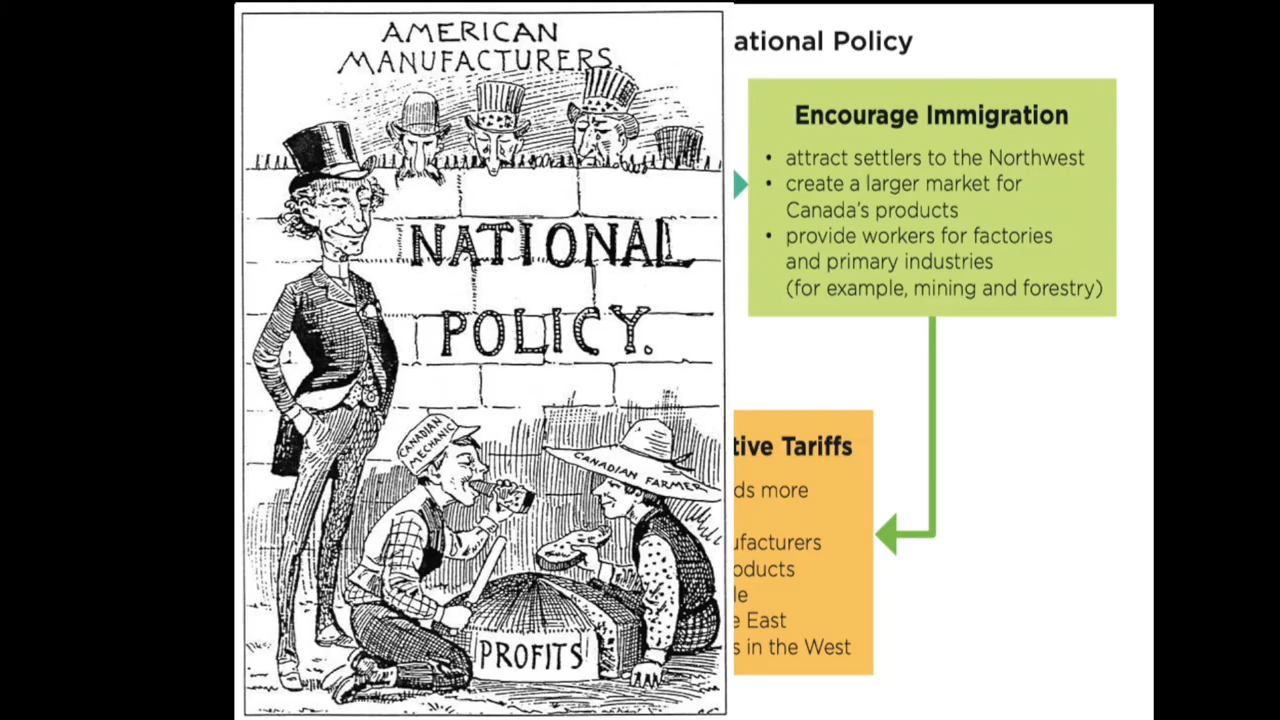 AMERICAN
MANUFACTURERS.
NATIONAL
POLICY.
CANADIAN
MECHANIC
CANADIAN FARMER
PROFITS
ational Policy
Encourage Immigration
• attract settlers to the Northwest
• create a larger market for
Canada's products
• provide workers for factories
and primary industries
(for example, mining and forestry)
tive Tariffs
ds more
ufacturers
oducts
le
e East
s in the West